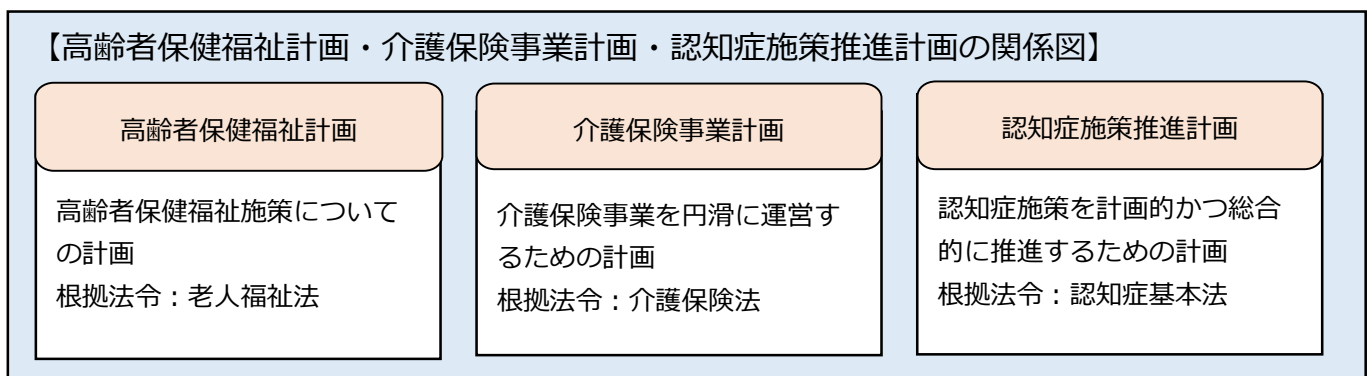 【高齢者保健福祉計画・介護保険事業計画・認知症施策推進計画の関係図】
高齢者保健福祉計画
高齢者保健福祉施策について
の計画
根拠法令：老人福祉法
介護保険事業計画
介護保険事業を円滑に運営す
るための計画
根拠法令：介護保険法
認知症施策推進計画
認知症施策を計画的かつ総合
的に推進するための計画
根拠法令：認知症基本法